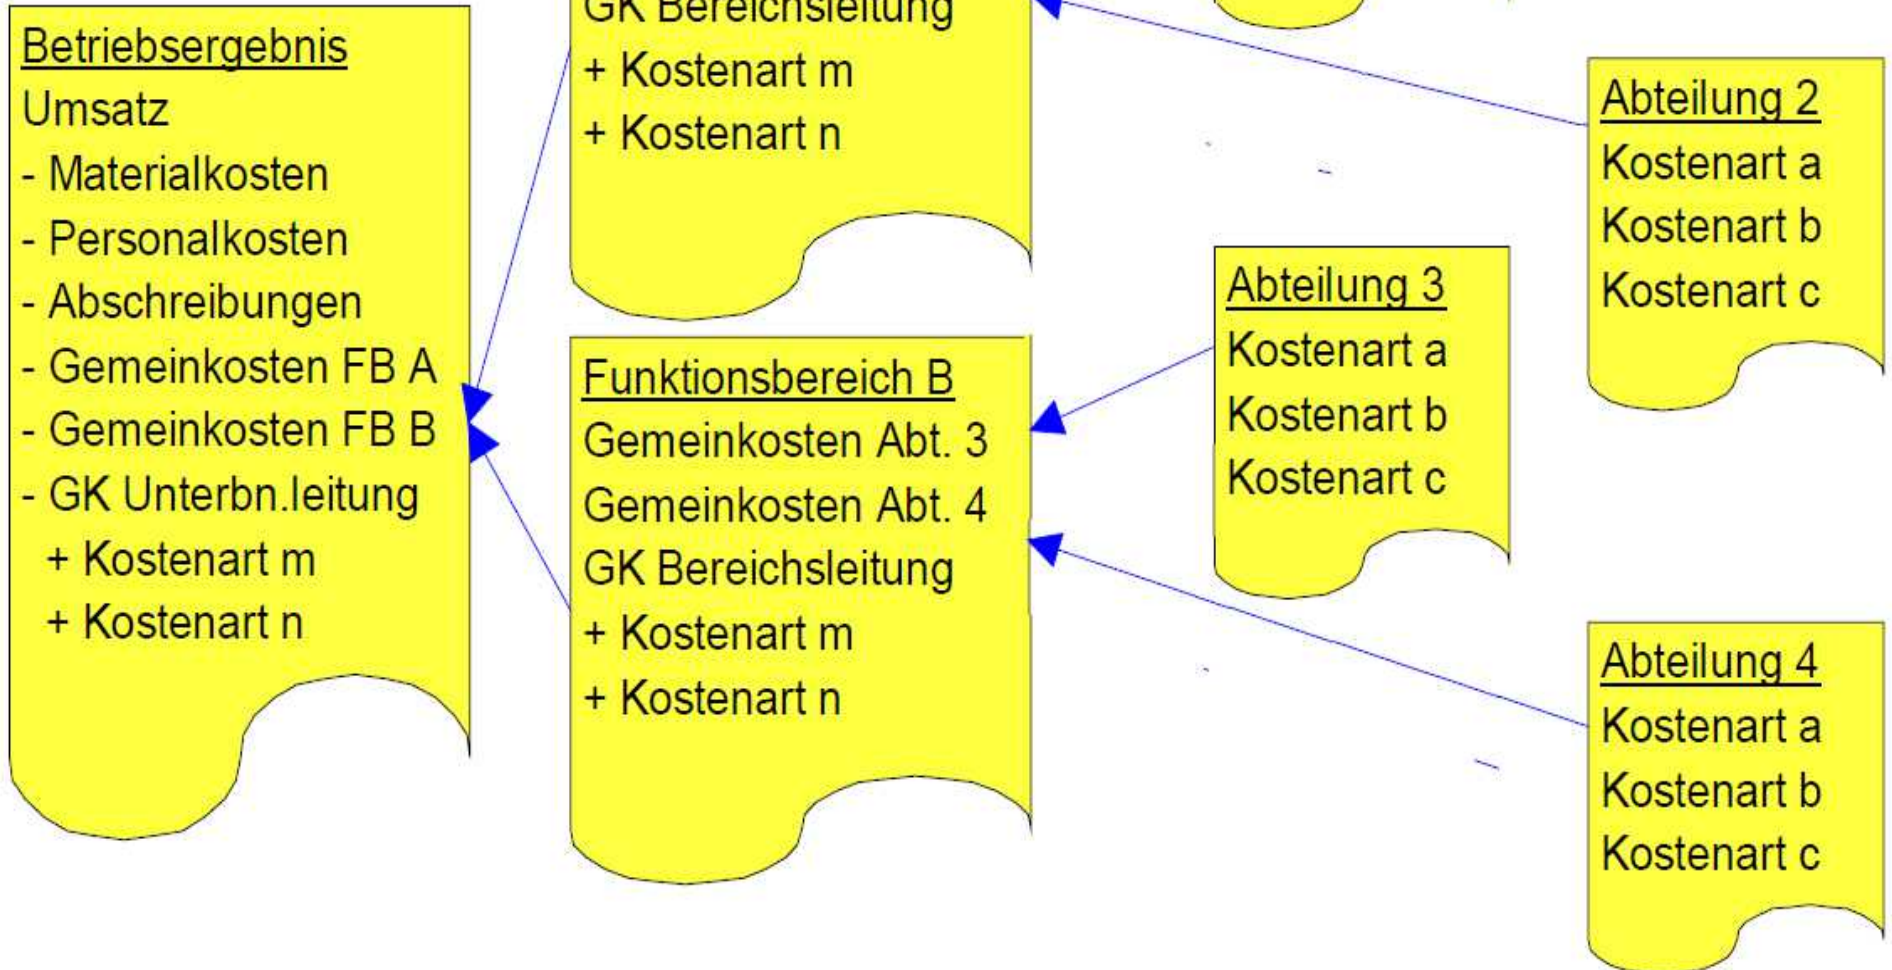 Betriebsergebnis
Umsatz
- Materialkosten
- Personalkosten
- Abschreibungen
- Gemeinkosten FB A
- Gemeinkosten FB B
- GK Unterbn.leitung
+ Kostenart m
+ Kostenart n
GK Bereichsleitung
+ Kostenart m
+ Kostenart n
Funktionsbereich B
Gemeinkosten Abt. 3
Gemeinkosten Abt. 4
GK Bereichsleitung
+ Kostenart m
+ Kostenart n
Abteilung 2
Kostenart a
Kostenart b
Kostenart c
Abteilung 3
Kostenart a
Kostenart b
Kostenart c
Abteilung 4
Kostenart a
Kostenart b
Kostenart c